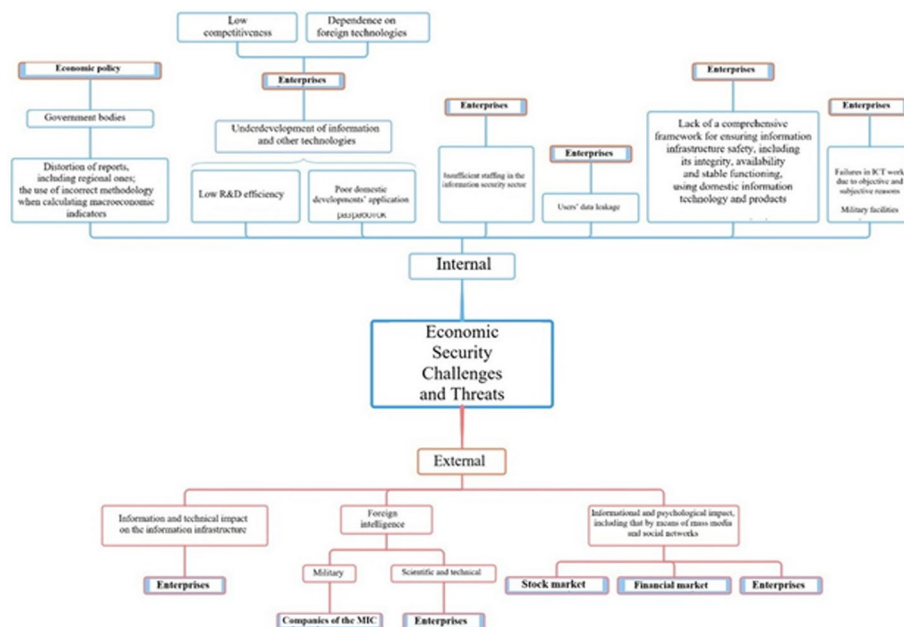 Low
competitiveness
Dependence on
foreign technologies
Economic policy
Enterprises
Enterprises
Enterprises
Enterprises
Enterprises
Government bodies
Underdevelopment of information
and other technologies
Distortion of reports,
including regional ones;
the use of incorrect methodology
when calculating macroeconomic
indicators
Low R&D efficiency
Poor domestic
developments' application
Insufficient staffing in the
information security sector
Users' data leakage
Lack of a comprehensive
framework for ensuring information
infrastructure safety, including
its integrity, availability
and stable functioning,
using domestic information
technology and products
Failures in ICT work
due to objective and
subjective reasons
Military facilities
Internal
Economic
Security
Challenges
and Threats
External
Information and technical impact
on the information infrastructure
Foreign
intelligence
Informational and psychological impact,
including that by means of mass media
and social networks
Enterprises
Military
Scientific and technical
Stock market
Financial market
Enterprises
Companies of the MIC
Enterprises